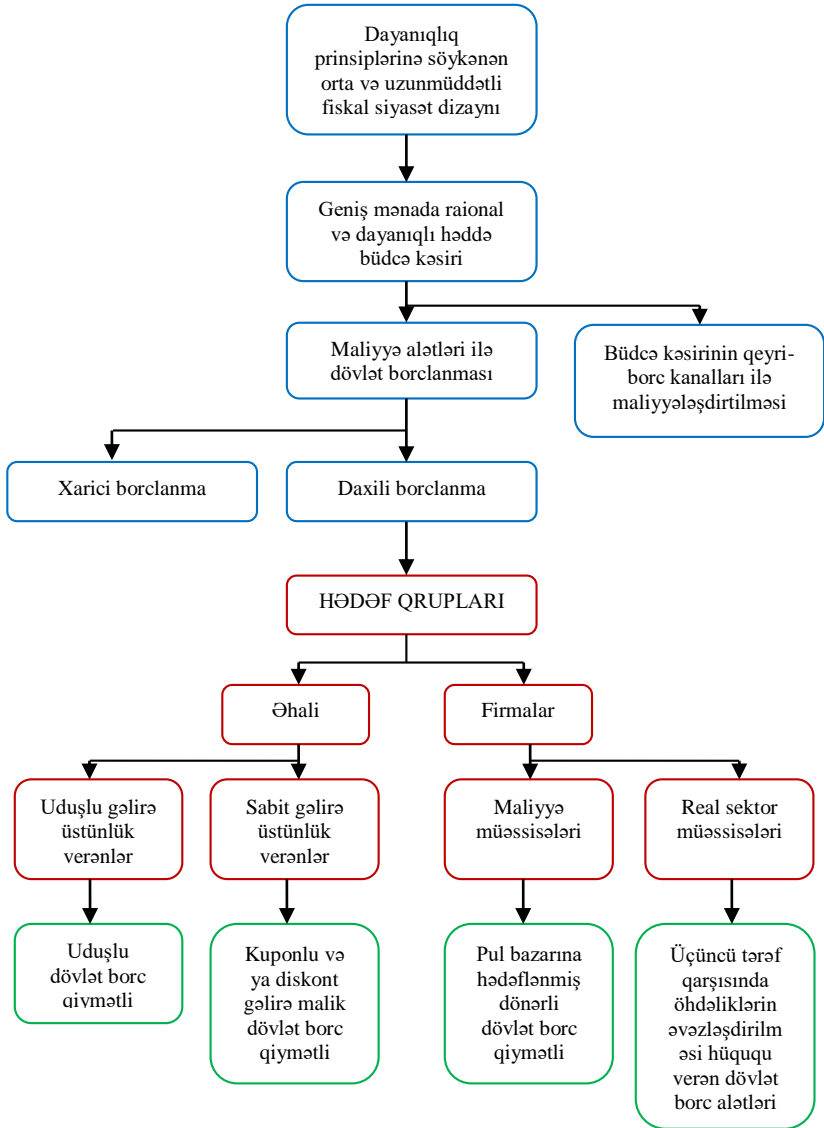 Dayanıqlıq
prinsiplərinə söykənən
orta və uzunmüddətli
fiskal siyasət dizaynı
Geniş mənada raional
və dayanıqlı həddə
büdcə kəsiri
Maliyyə alətləri ilə
dövlət borclanması
Büdcə kəsirinin qeyri-
borc kanalları ilə
maliyyələşdirtilməsi
Xarici borclanma
Daxili borclanma
HƏDƏF QRUPLARI
Əhali
Firmalar
Uduşlu gəlirə
üstünlük
verənlər
Sabit gəlirə
üstünlük
verənlər
Maliyyə
müəssisələri
Real sektor
müəssisələri
Uduşlu
dövlət borc
qiymətli
Kuponlu və
ya diskont
gəlirə malik
dövlət borc
qiymətli
Pul bazarına
hədəflənmiş
dönərli
dövlət borc
qiymətli
Üçüncü tərəf
qarşısında
öhdəliklərin
əvəzləşdirilm
əsi hüququ
verən dövlət
borc alətləri